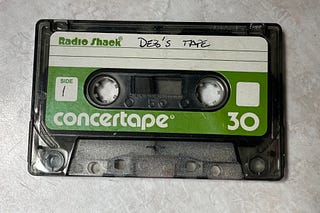 Radio Shack® DEB'S TAPE
SIDE
1
concertape® 30